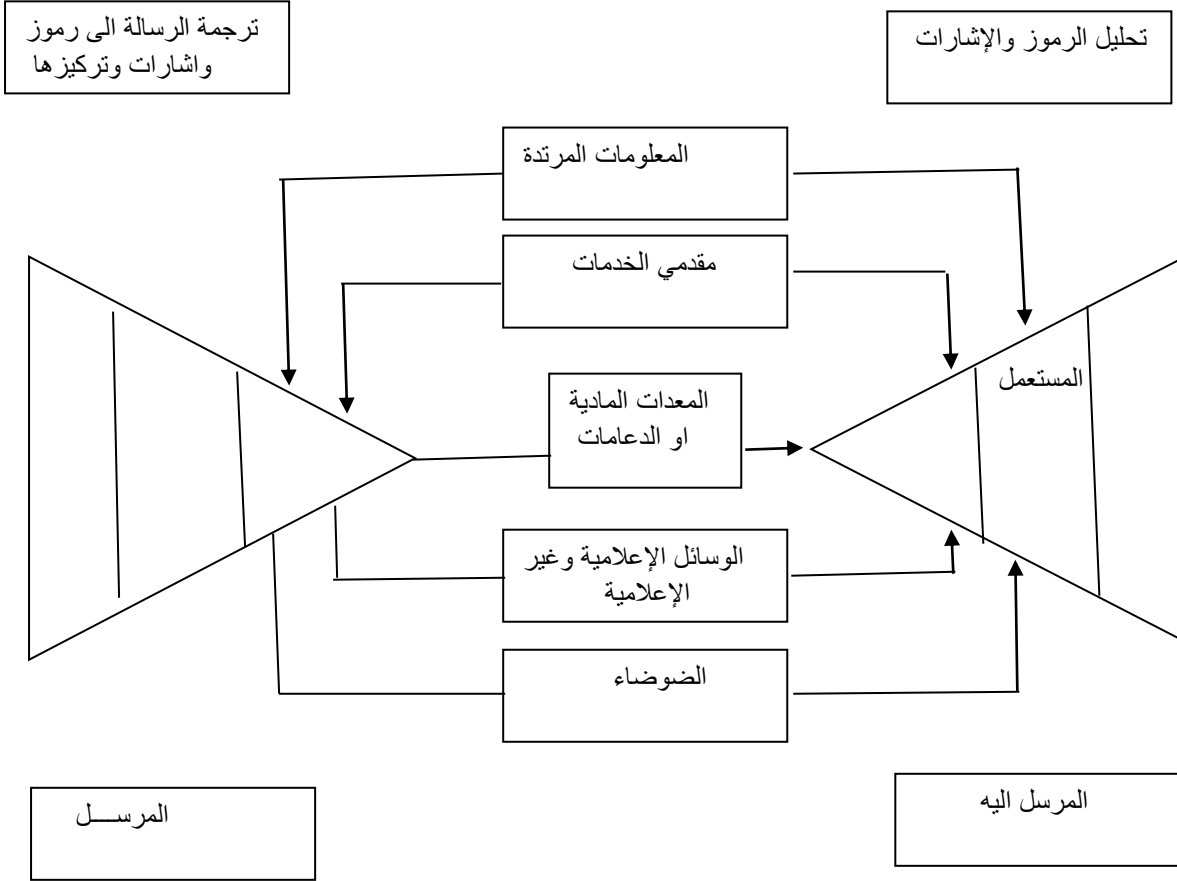 ترجمة الرسالة الى رموز
واشارات وتركيزها
تحليل الرموز والإشارات
المعلومات المرتدة
مقدمي الخدمات
المستعمل
المعدات المادية
او الدعامات
الوسائل الإعلامية وغير
الإعلامية
الضوضاء
المرســـل
المرسل اليه